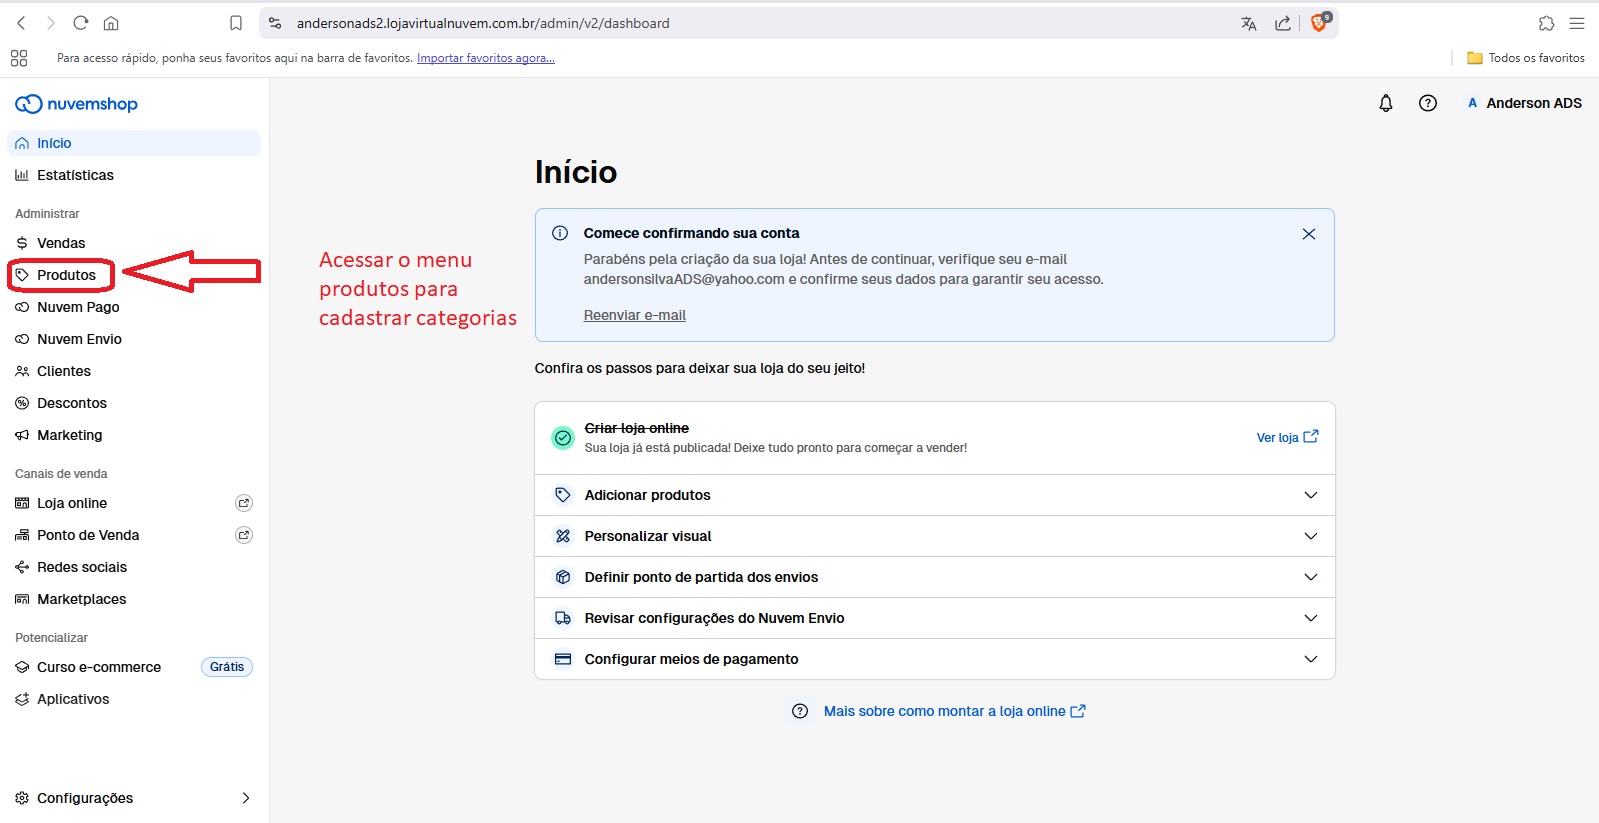 andersonads2.lojavirtualnuvem.com.br/admin/v2/dashboard
9
Para acesso rápido, ponha seus favoritos aqui na barra de favoritos. Importar favoritos agora...
Todos os favoritos
nuvemshop
A Anderson ADS
Início
Estatísticas
Administrar
Vendas
Produtos
Nuvem Pago
Nuvem Envio
Clientes
Descontos
Marketing
Canais de venda
Loja online
Ponto de Venda
Redes sociais
Marketplaces
Potencializar
Curso e-commerce Grátis
Aplicativos
Configurações
Acessar o menu
produtos para
cadastrar categorias
Início
Comece confirmando sua conta
Parabéns pela criação da sua loja! Antes de continuar, verifique seu e-mail
andersonsilvaADS@yahoo.com e confirme seus dados para garantir seu acesso.
Reenviar e-mail
Confira os passos para deixar sua loja do seu jeito!
Criar loja online
Sua loja já está publicada! Deixe tudo pronto para começar a vender!
Ver loja
Adicionar produtos
Personalizar visual
Definir ponto de partida dos envios
Revisar configurações do Nuvem Envio
Configurar meios de pagamento
Mais sobre como montar a loja online